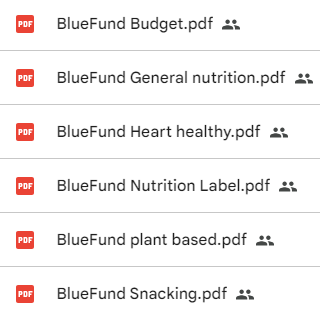 PDF BlueFund Budget.pdf
PDF BlueFund General nutrition.pdf
PDF BlueFund Heart healthy.pdf
PDF BlueFund Nutrition Label.pdf
PDF BlueFund plant based.pdf
PDF BlueFund Snacking.pdf